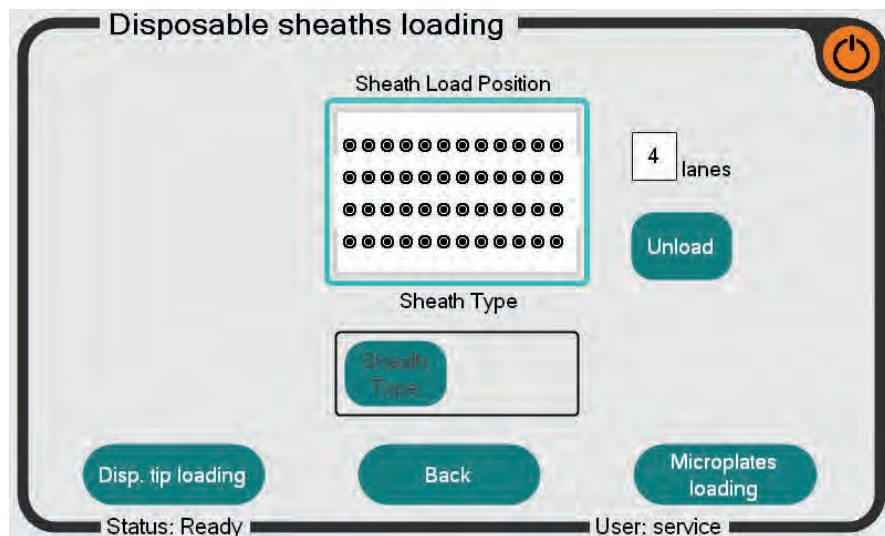 Disposable sheaths loading
Sheath Load Position
4 lanes
Unload
Sheath Type
Sheath
Type
Disp. tip loading
Back
Microplates
loading
Status: Ready
User: service